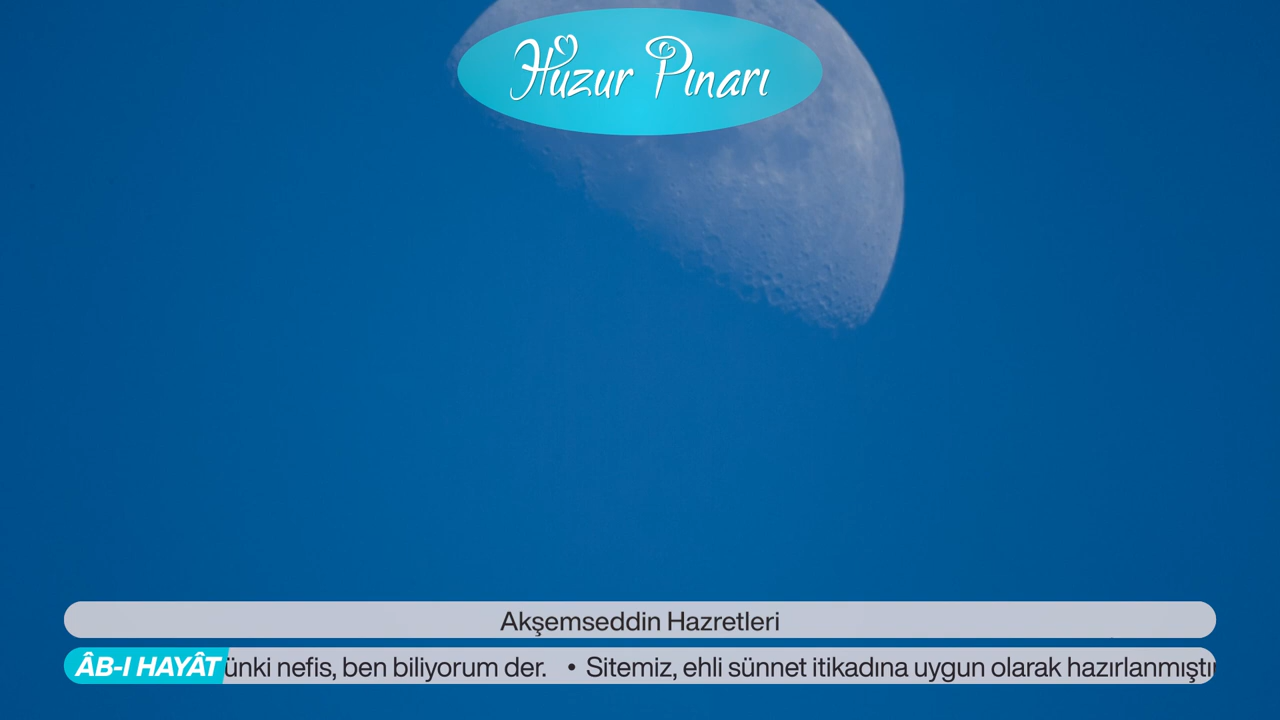 Huzur Pınarı
Akşemseddin Hazretleri
ÂB-I HAYÂT ünki nefis, ben biliyorum der. • Sitemiz, ehli sünnet itikadına uygun olarak hazırlanmıştı